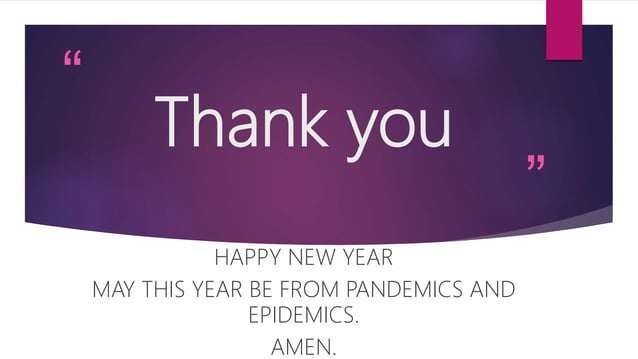 “
Thank you
”
HAPPY NEW YEAR
MAY THIS YEAR BE FROM PANDEMICS AND
EPIDEMICS.
AMEN.